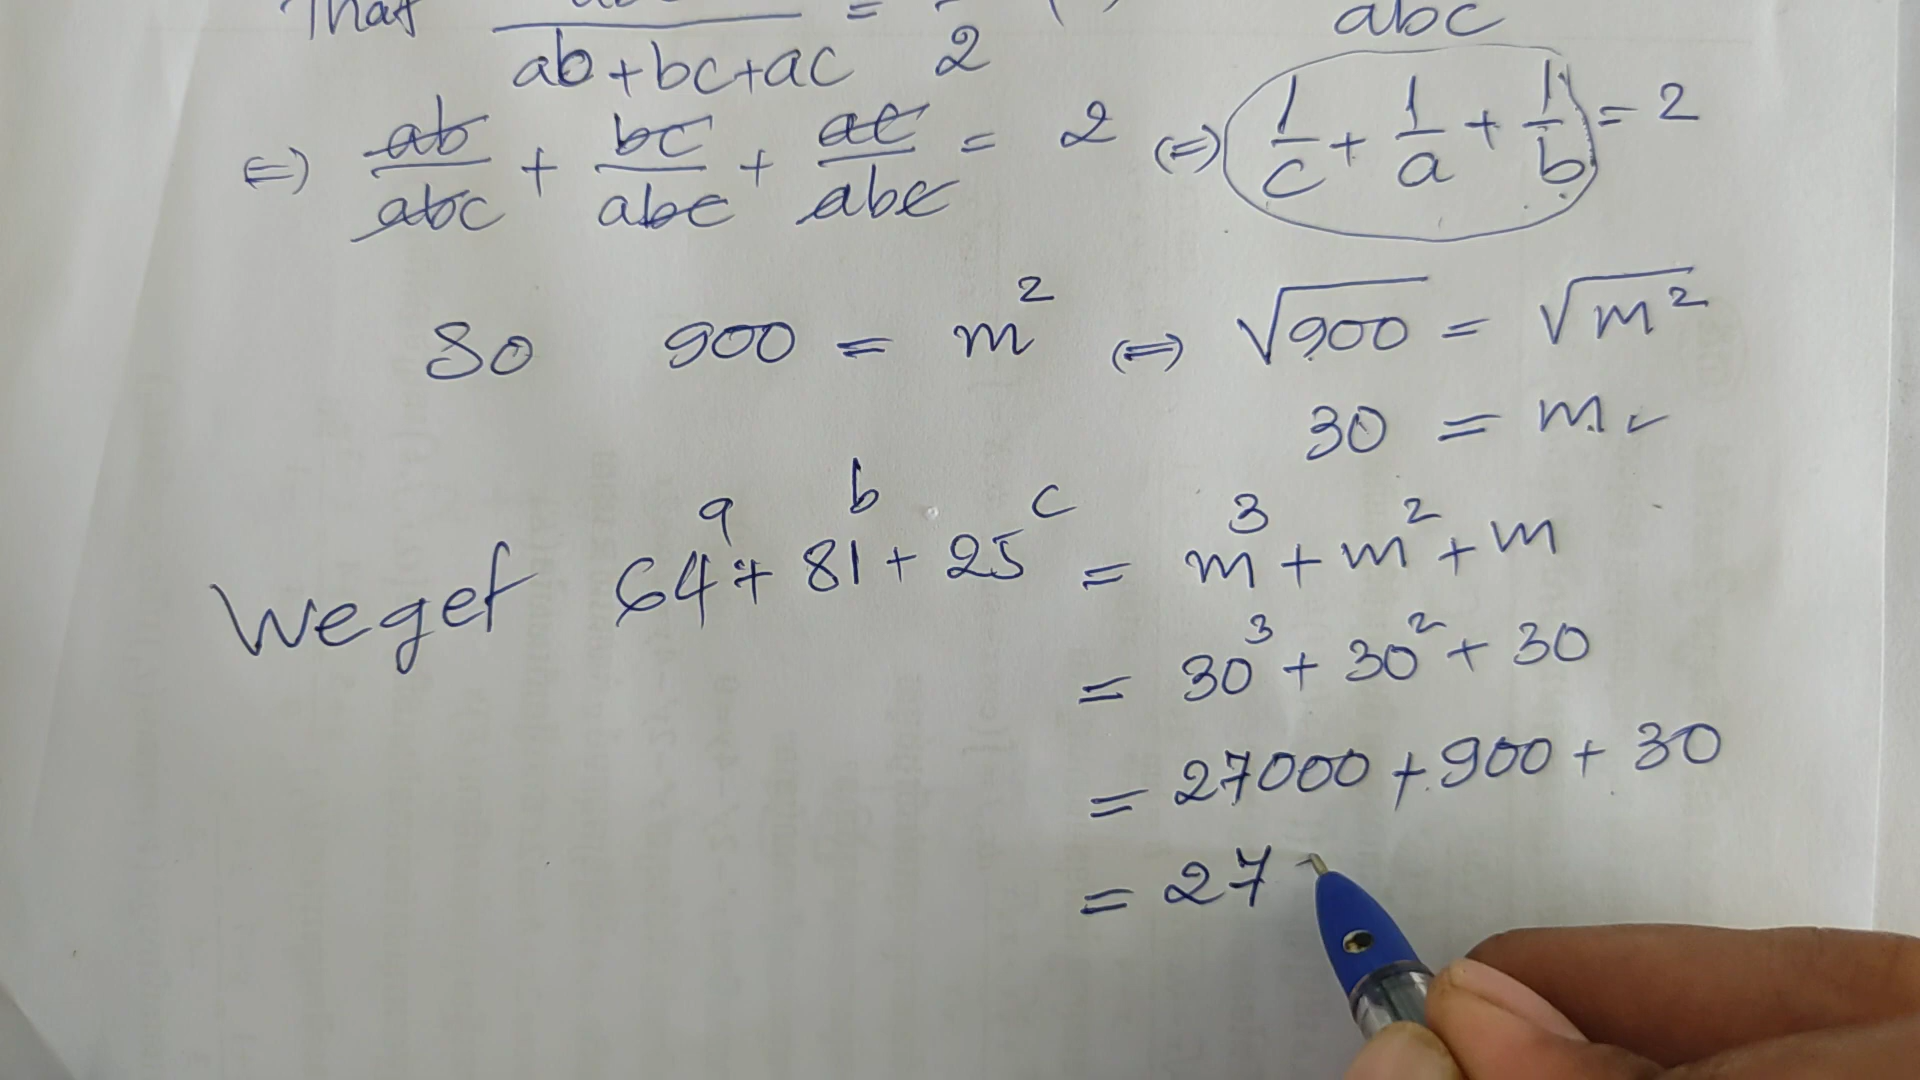 That ab+bc+ac = 2 abc
⇔ ab/abc + bc/abc + ac/abc = 2 ⇔ 1/c + 1/a + 1/b = 2
So 900 = m² ⇔ √900 = √m²
30 = m
We get 64^a + 81^b + 25^c = m³ + m² + m
= 30³ + 30² + 30
= 27000 + 900 + 30
= 27